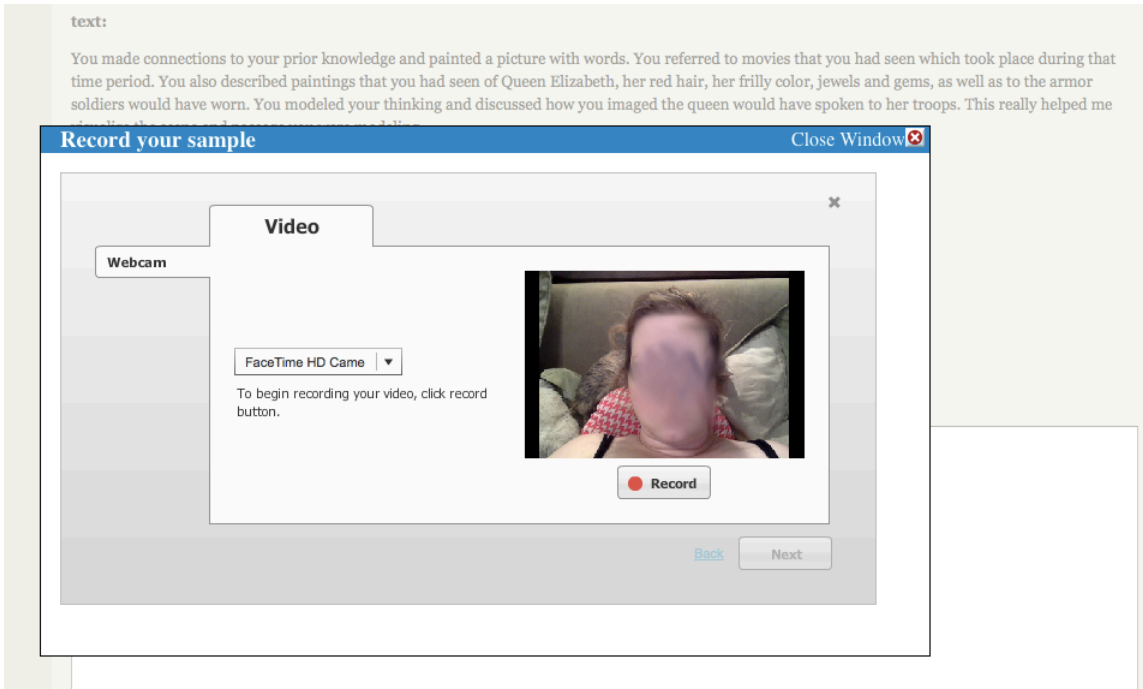 text:
You made connections to your prior knowledge and painted a picture with words. You referred to movies that you had seen which took place during that
time period. You also described paintings that you had seen of Queen Elizabeth, her red hair, her frilly color, jewels and gems, as well as to the armor
soldiers would have worn. You modeled your thinking and discussed how you imaged the queen would have spoken to her troops. This really helped me
Record your sample
Close Window
Video
Webcam
FaceTime HD Came
To begin recording your video, click record
button.
Record
Back
Next